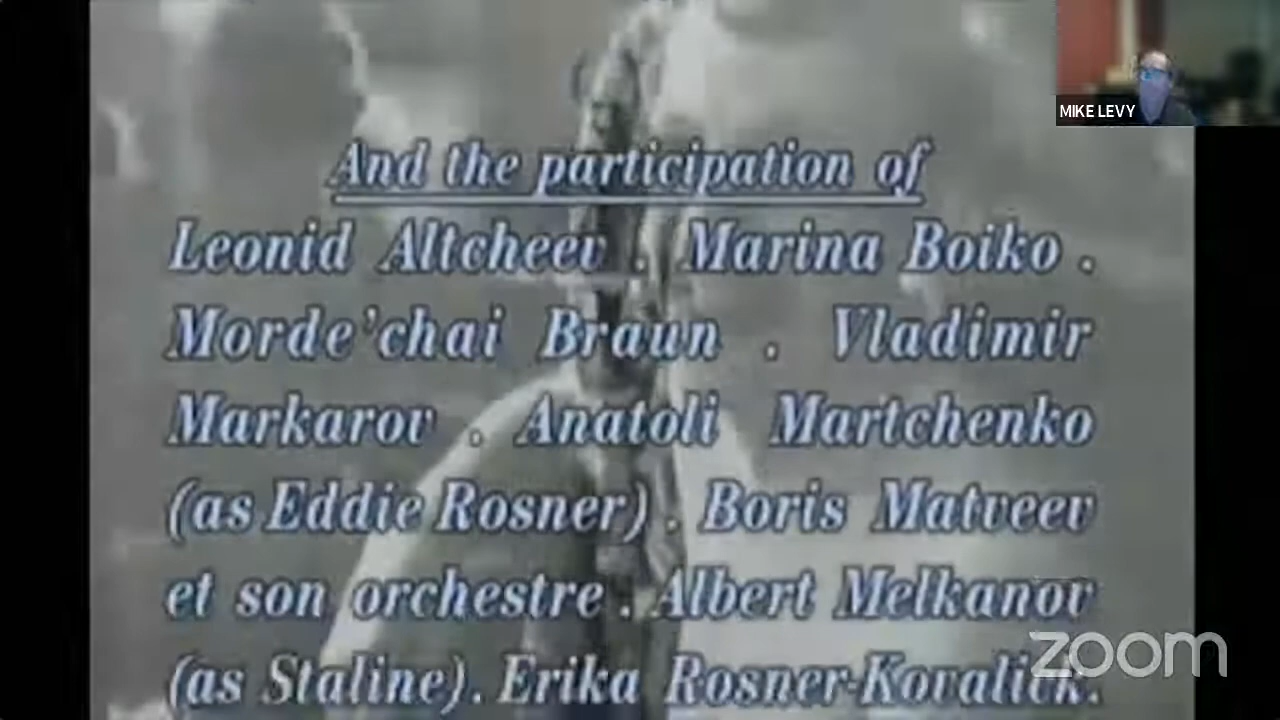 MIKE LEVY
And the participation of
Leonid Altcheev . Marina Boiko .
Morde'chai Braun . Vladimir
Markarov . Anatoli Martchenko
(as Eddie Rosner) . Boris Matveev
et son orchestre . Albert Melkanov
(as Staline). Erika Rosner-Kovalick.
zoom